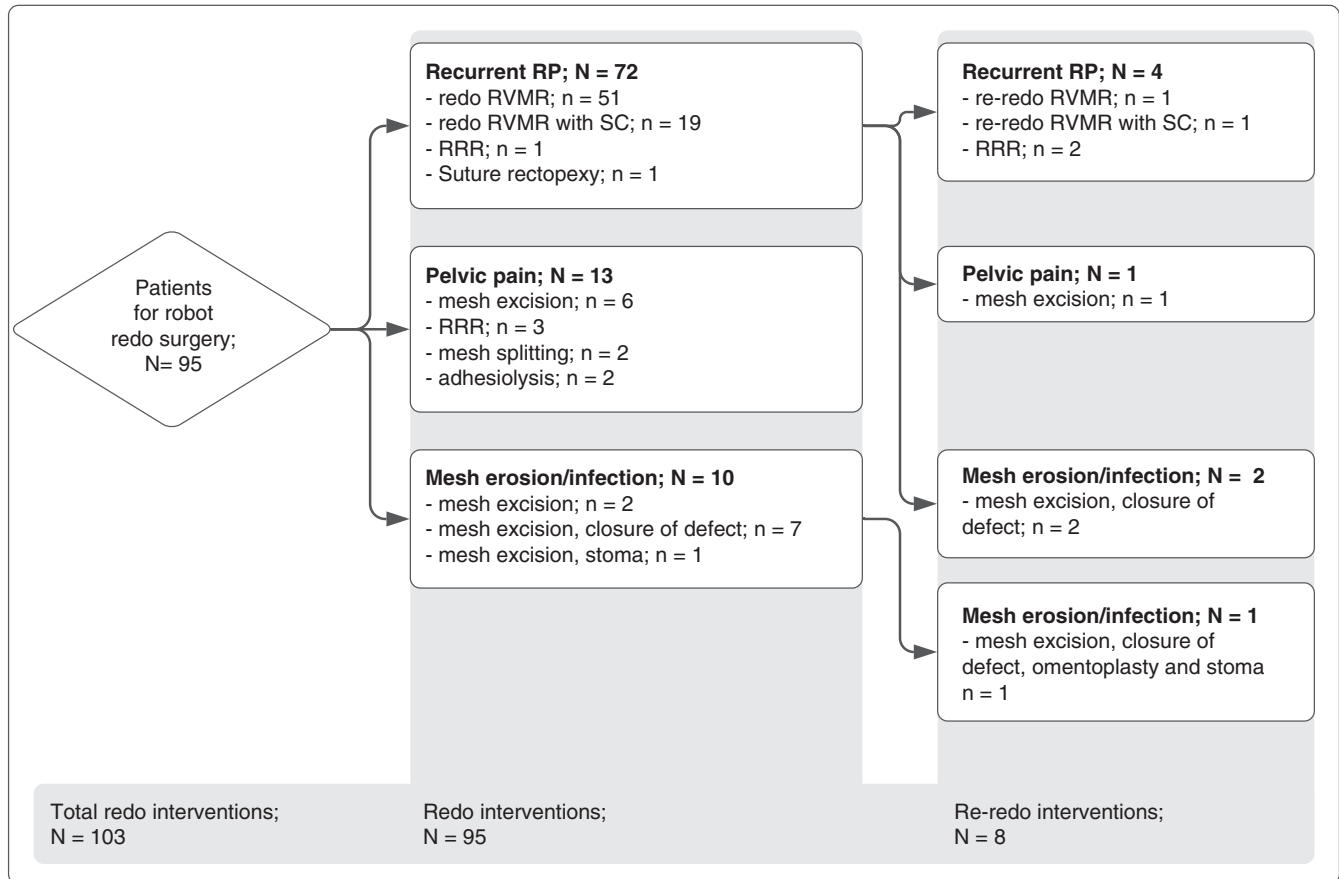 Patients
for robot
redo surgery;
N= 95
Recurrent RP; N = 72
- redo RVMR; n = 51
- redo RVMR with SC; n = 19
- RRR; n = 1
- Suture rectopexy; n = 1
Pelvic pain; N = 13
- mesh excision; n = 6
- RRR; n = 3
- mesh splitting; n = 2
- adhesiolysis; n = 2
Mesh erosion/infection; N = 10
- mesh excision; n = 2
- mesh excision, closure of defect; n = 7
- mesh excision, stoma; n = 1
Recurrent RP; N = 4
- re-redo RVMR; n = 1
- re-redo RVMR with SC; n = 1
- RRR; n = 2
Pelvic pain; N = 1
- mesh excision; n = 1
Mesh erosion/infection; N =  2
- mesh excision, closure of
defect; n = 2
Mesh erosion/infection; N = 1
- mesh excision, closure of
defect, omentoplasty and stoma
n = 1
Total redo interventions;
N = 103
Redo interventions;
N = 95
Re-redo interventions;
N = 8